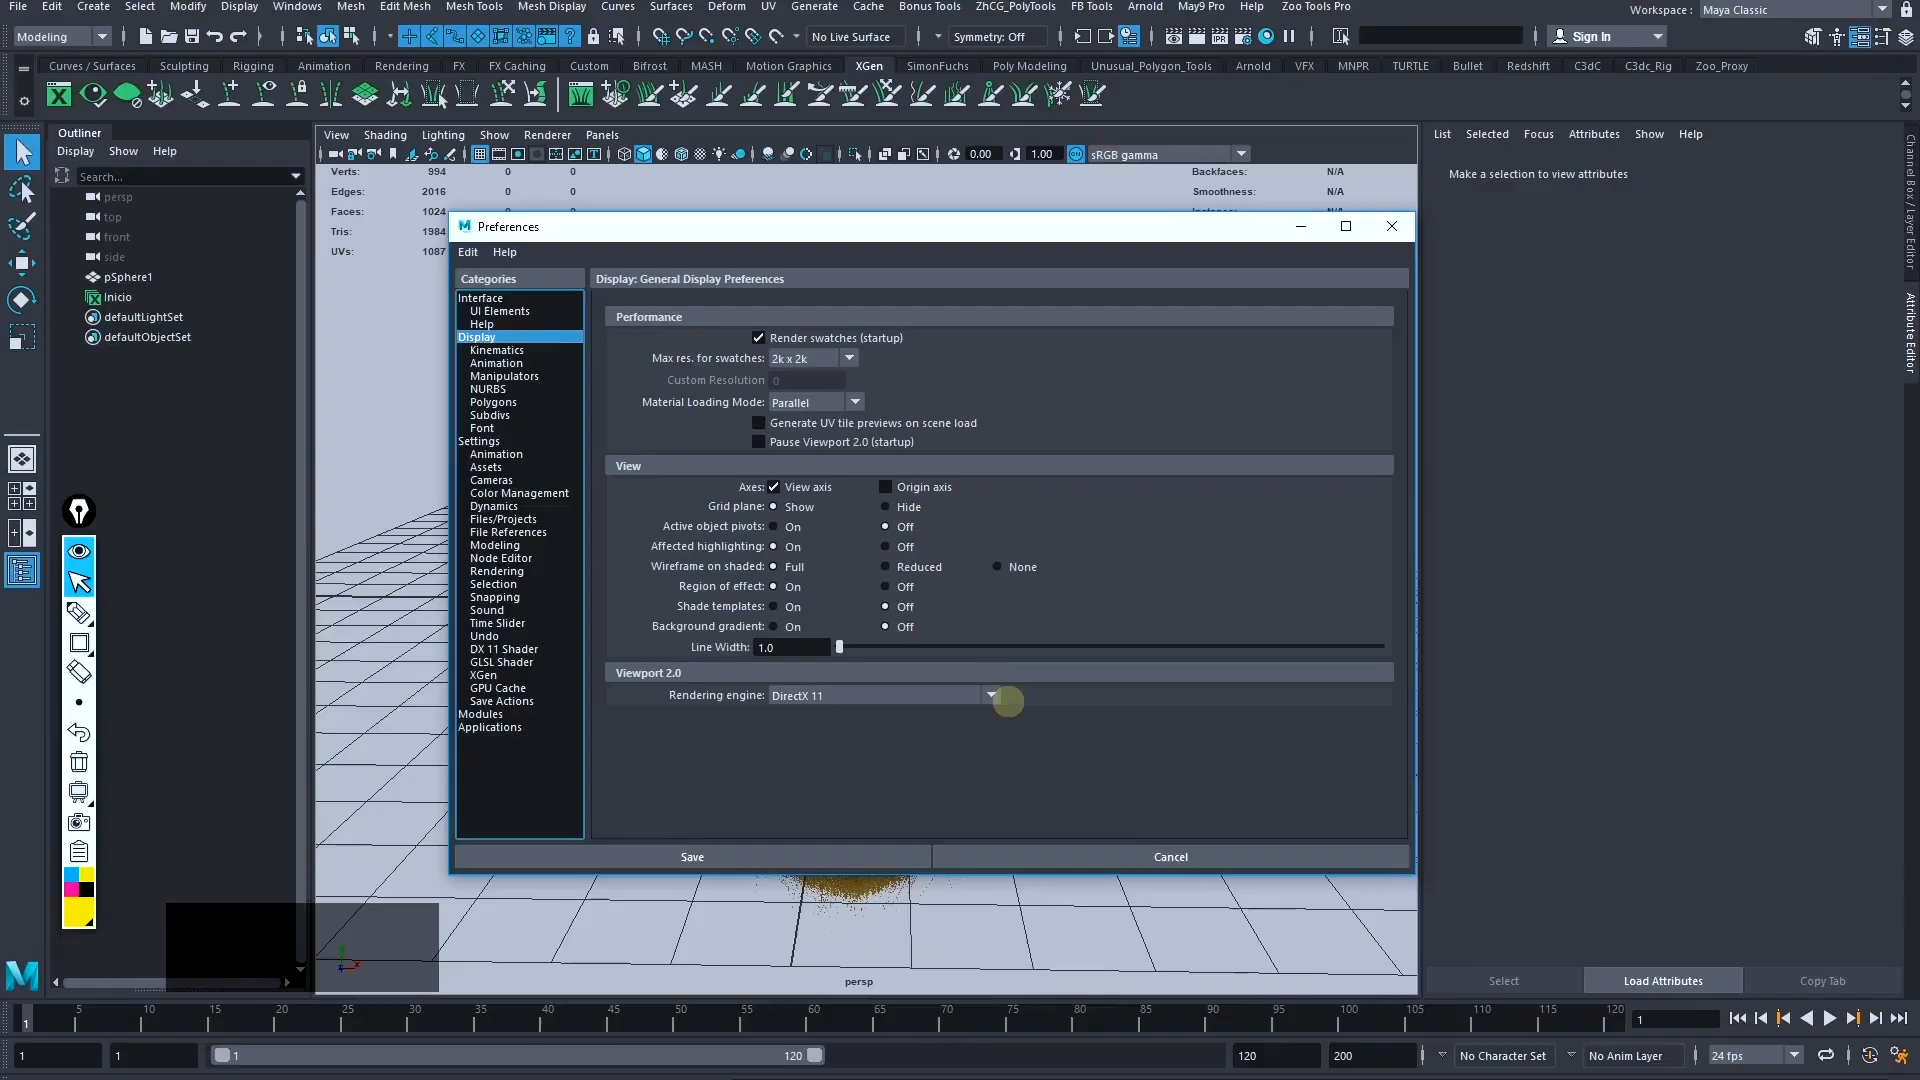 File Edit Create Select Modify Display Windows Mesh Edit Mesh Mesh Tools Mesh Display Curves Surfaces Deform UV Generate Cache Bonus Tools ZhCG_PolyTools FB Tools Arnold May9 Pro Help Zoo Tools Pro Workspace : Maya Classic
Modeling No Live Surface Symmetry: Off IPR Sign In
Curves / Surfaces Sculpting Rigging Animation Rendering FX FX Caching Custom Bifrost MASH Motion Graphics XGen SimonFuchs Poly Modeling Unusual_Polygon_Tools Arnold VFX MNPR TURTLE Bullet Redshift C3dC C3dc_Rig Zoo_Proxy
Outliner
Display Show Help
Search...
persp
top
front
side
pSphere1
Inicio
defaultLightSet
defaultObjectSet
View Shading Lighting Show Renderer Panels
0.00 1.00 ON sRGB gamma
Verts: 994 0 0 Backfaces: N/A
Edges: 2016 0 0 Smoothness: N/A
Faces: 1024
Tris: 1984
UVs: 1087
Preferences
Edit Help
Categories
Interface
UI Elements
Help
Display
Kinematics
Animation
Manipulators
NURBS
Polygons
Subdivs
Font
Settings
Animation
Assets
Cameras
Color Management
Dynamics
Files/Projects
File References
Modeling
Node Editor
Rendering
Selection
Snapping
Sound
Time Slider
Undo
DX 11 Shader
GLSL Shader
XGen
GPU Cache
Save Actions
Modules
Applications
Display: General Display Preferences
Performance
Render swatches (startup)
Max res. for swatches: 2k x 2k
Custom Resolution 0
Material Loading Mode: Parallel
Generate UV tile previews on scene load
Pause Viewport 2.0 (startup)
View
Axes: View axis Origin axis
Grid plane: Show Hide
Active object pivots: On Off
Affected highlighting: On Off
Wireframe on shaded: Full Reduced None
Region of effect: On Off
Shade templates: On Off
Background gradient: On Off
Line Width: 1.0
Viewport 2.0
Rendering engine: DirectX 11
Save Cancel
persp
List Selected Focus Attributes Show Help
Make a selection to view attributes
Channel Box / Layer Editor
Attribute Editor
Select Load Attributes Copy Tab
1 5 10 15 20 25 30 35 40 45 50 55 60 65 70 75 80 85 90 95 100 105 110 115 120 1
1 1 1 120 120 200 No Character Set No Anim Layer 24 fps